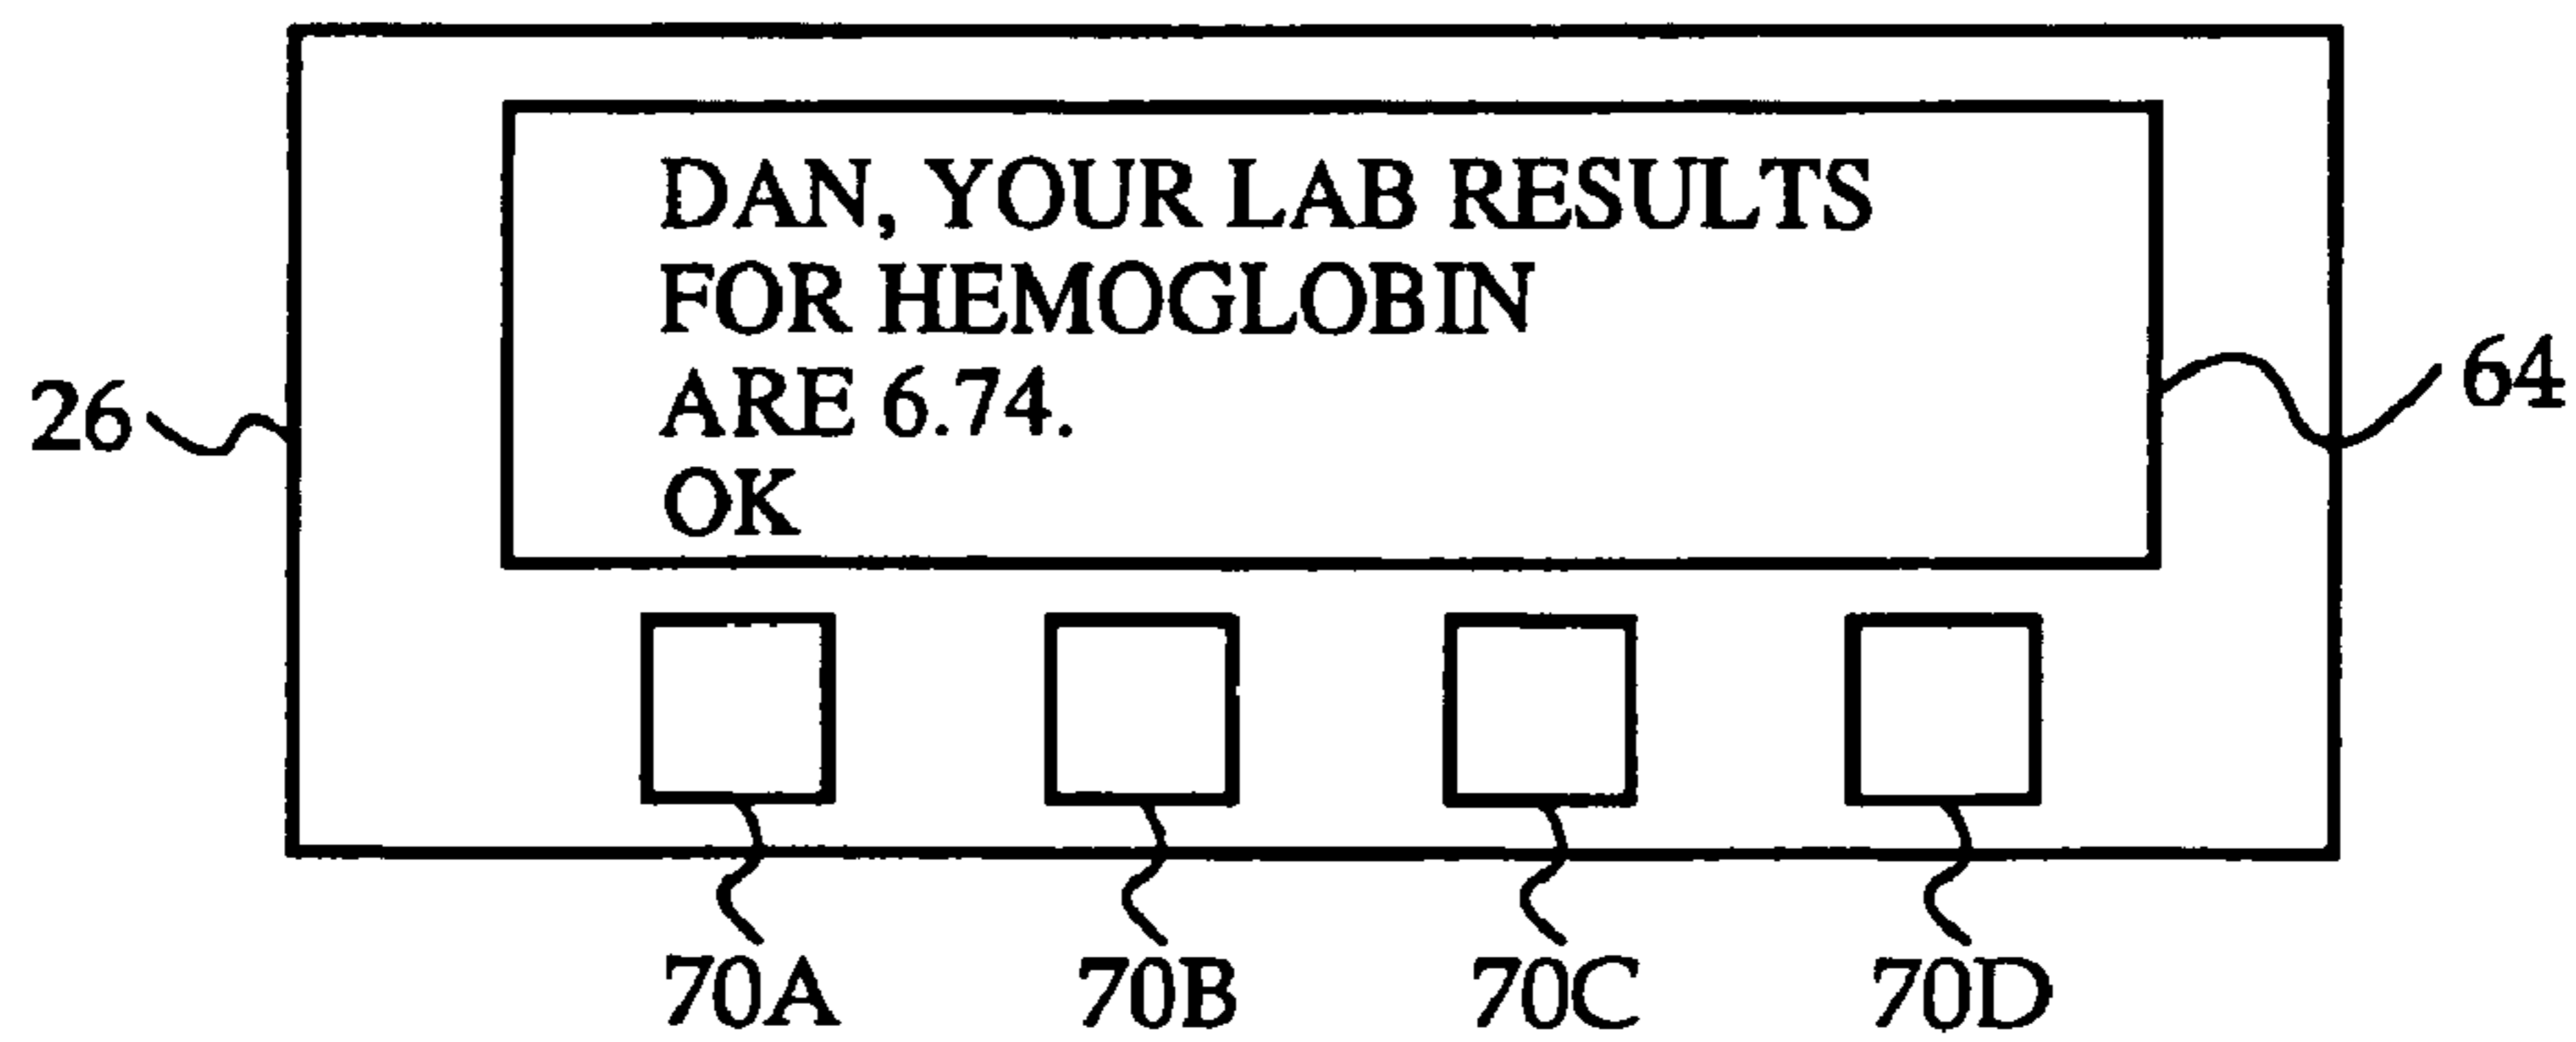 DAN, YOUR LAB RESULTS
FOR HEMOGLOBIN
ARE 6.74.
OK
26
64
70A 70B 70C 70D